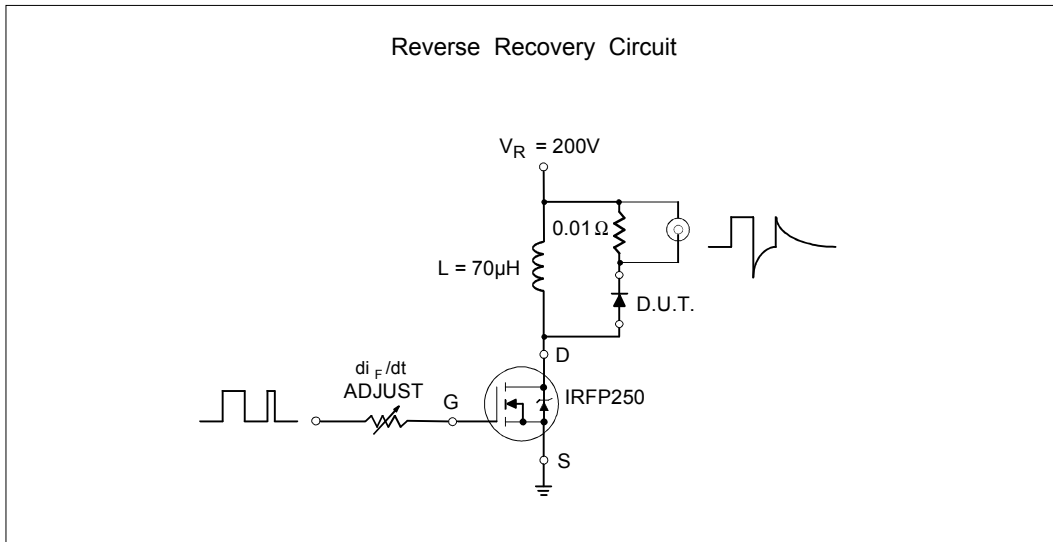 Reverse Recovery Circuit
V_R = 200V
0.01 Ω
L = 70µH
D.U.T.
di_F/dt
ADJUST
D
G
IRFP250
S